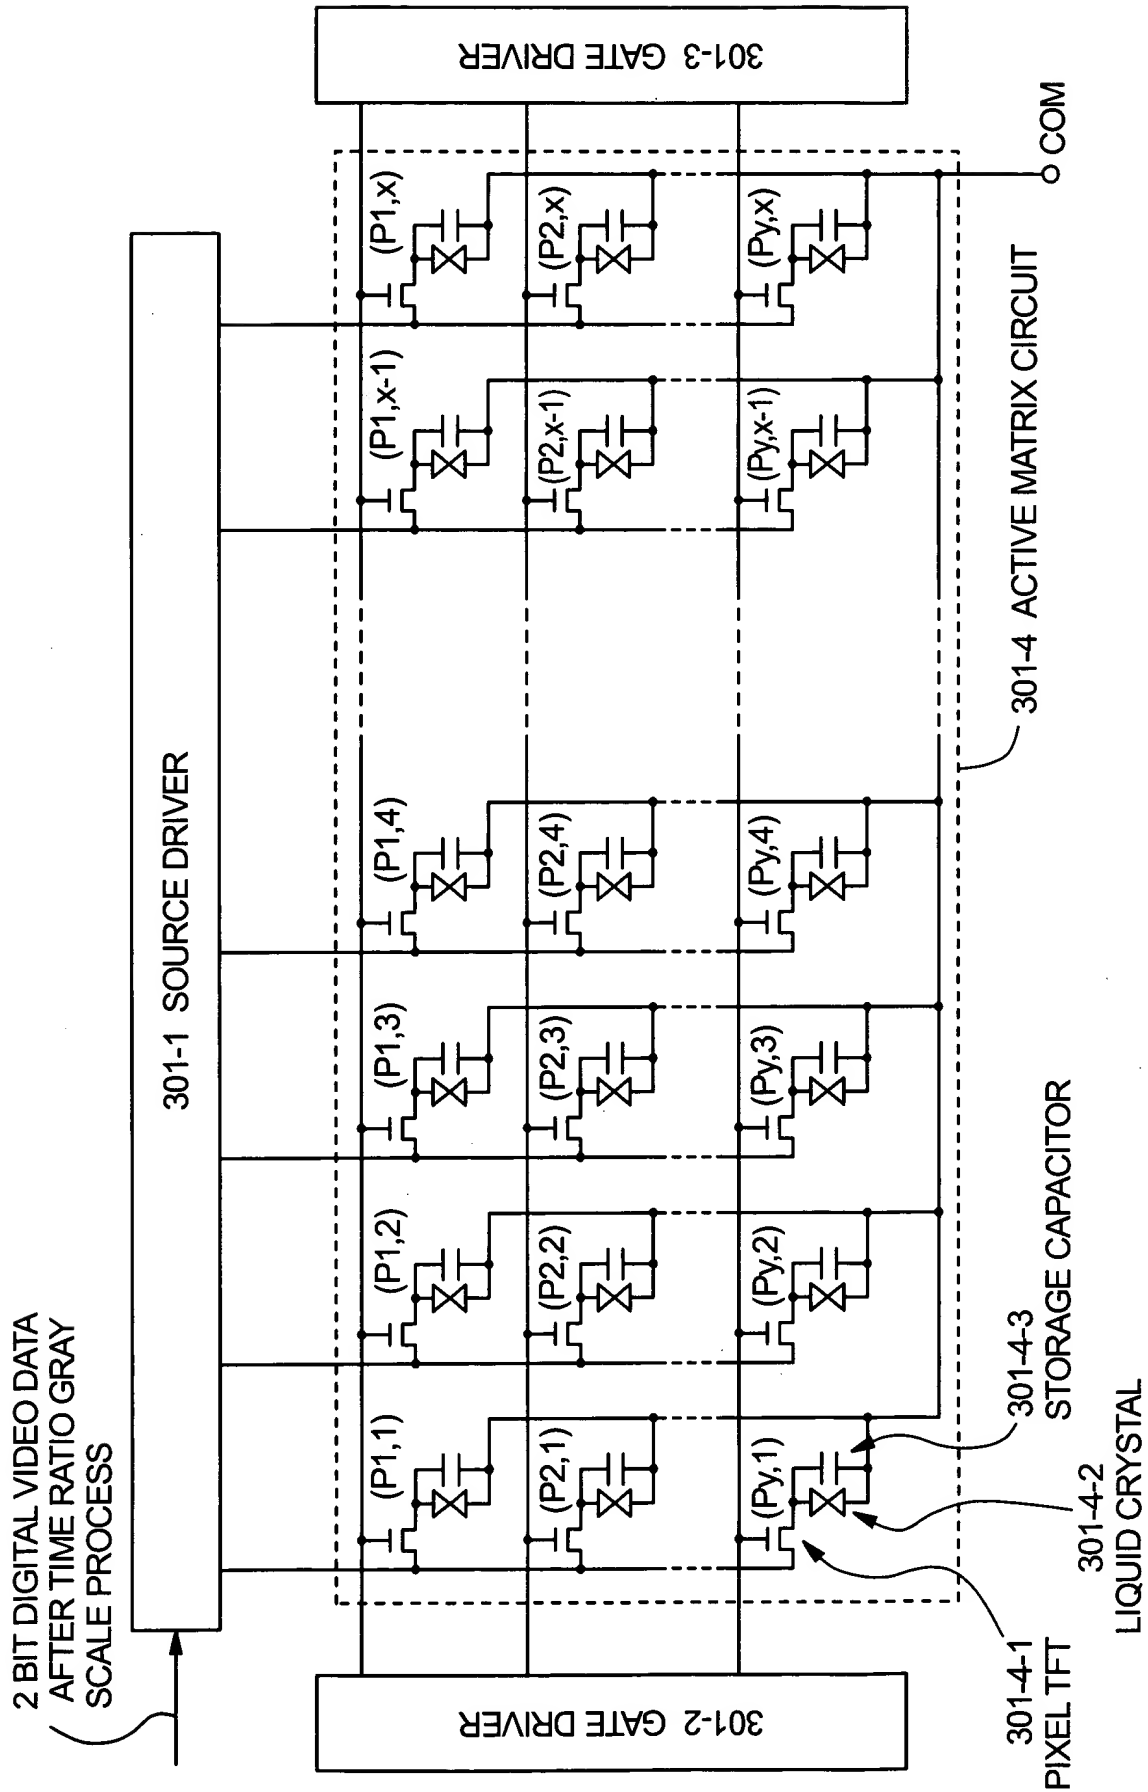 2 BIT DIGITAL VIDEO DATA
AFTER TIME RATIO GRAY
SCALE PROCESS
301-1 SOURCE DRIVER
301-2 GATE DRIVER
301-3 GATE DRIVER
(P1,1)
(P1,2)
(P1,3)
(P1,4)
(P1,x-1)
(P1,x)
(P2,1)
(P2,2)
(P2,3)
(P2,4)
(P2,x-1)
(P2,x)
(Py,1)
(Py,2)
(Py,3)
(Py,4)
(Py,x-1)
(Py,x)
COM
301-4-1
PIXEL TFT
301-4-2
LIQUID CRYSTAL
301-4-3
STORAGE CAPACITOR
301-4 ACTIVE MATRIX CIRCUIT